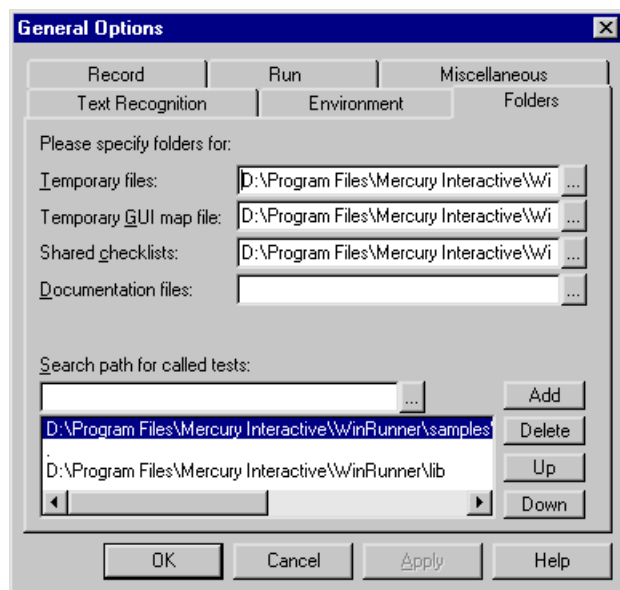 General Options
Record Run Miscellaneous
Text Recognition Environment Folders
Please specify folders for:
Temporary files: D:\Program Files\Mercury Interactive\Wi ...
Temporary GUI map file: D:\Program Files\Mercury Interactive\Wi ...
Shared checklists: D:\Program Files\Mercury Interactive\Wi ...
Documentation files: ...
Search path for called tests:
... Add
D:\Program Files\Mercury Interactive\WinRunner\samples\ Delete
.
D:\Program Files\Mercury Interactive\WinRunner\lib Up
Down
OK Cancel Apply Help